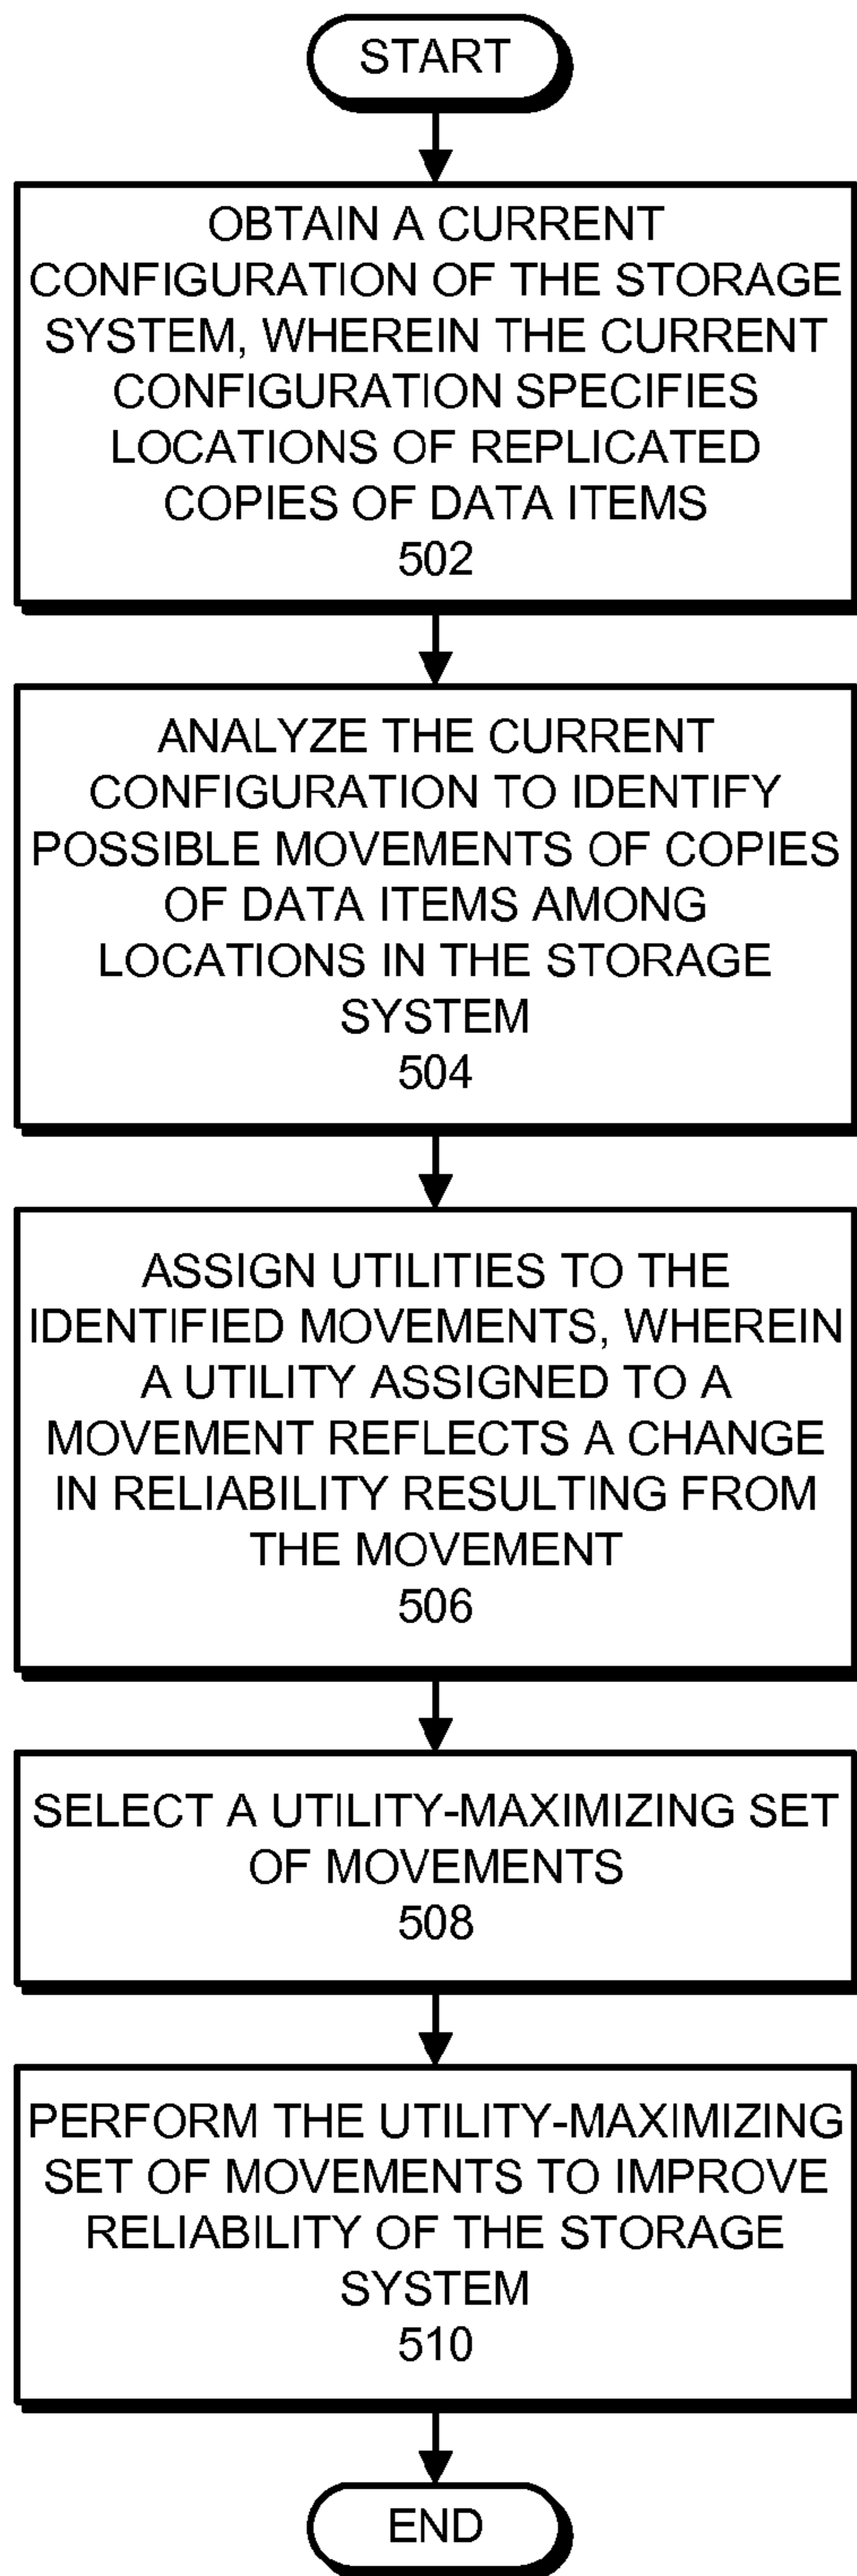 START
OBTAIN A CURRENT
CONFIGURATION OF THE STORAGE
SYSTEM, WHEREIN THE CURRENT
CONFIGURATION SPECIFIES
LOCATIONS OF REPLICATED
COPIES OF DATA ITEMS
502
ANALYZE THE CURRENT
CONFIGURATION TO IDENTIFY
POSSIBLE MOVEMENTS OF COPIES
OF DATA ITEMS AMONG
LOCATIONS IN THE STORAGE
SYSTEM
504
ASSIGN UTILITIES TO THE
IDENTIFIED MOVEMENTS, WHEREIN
A UTILITY ASSIGNED TO A
MOVEMENT REFLECTS A CHANGE
IN RELIABILITY RESULTING FROM
THE MOVEMENT
506
SELECT A UTILITY-MAXIMIZING SET
OF MOVEMENTS
508
PERFORM THE UTILITY-MAXIMIZING
SET OF MOVEMENTS TO IMPROVE
RELIABILITY OF THE STORAGE
SYSTEM
510
END